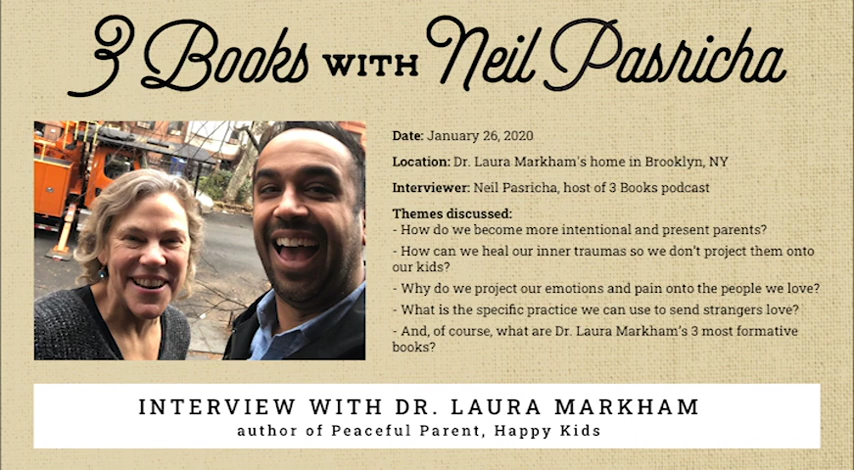 3 Books WITH Neil Pasricha
Date: January 26, 2020
Location: Dr. Laura Markham's home in Brooklyn, NY
Interviewer: Neil Pasricha, host of 3 Books podcast
Themes discussed:
- How do we become more intentional and present parents?
- How can we heal our inner traumas so we don't project them onto
our kids?
- Why do we project our emotions and pain onto the people we love?
- What is the specific practice we can use to send strangers love?
- And, of course, what are Dr. Laura Markham's 3 most formative
books?
INTERVIEW WITH DR. LAURA MARKHAM
author of Peaceful Parent, Happy Kids